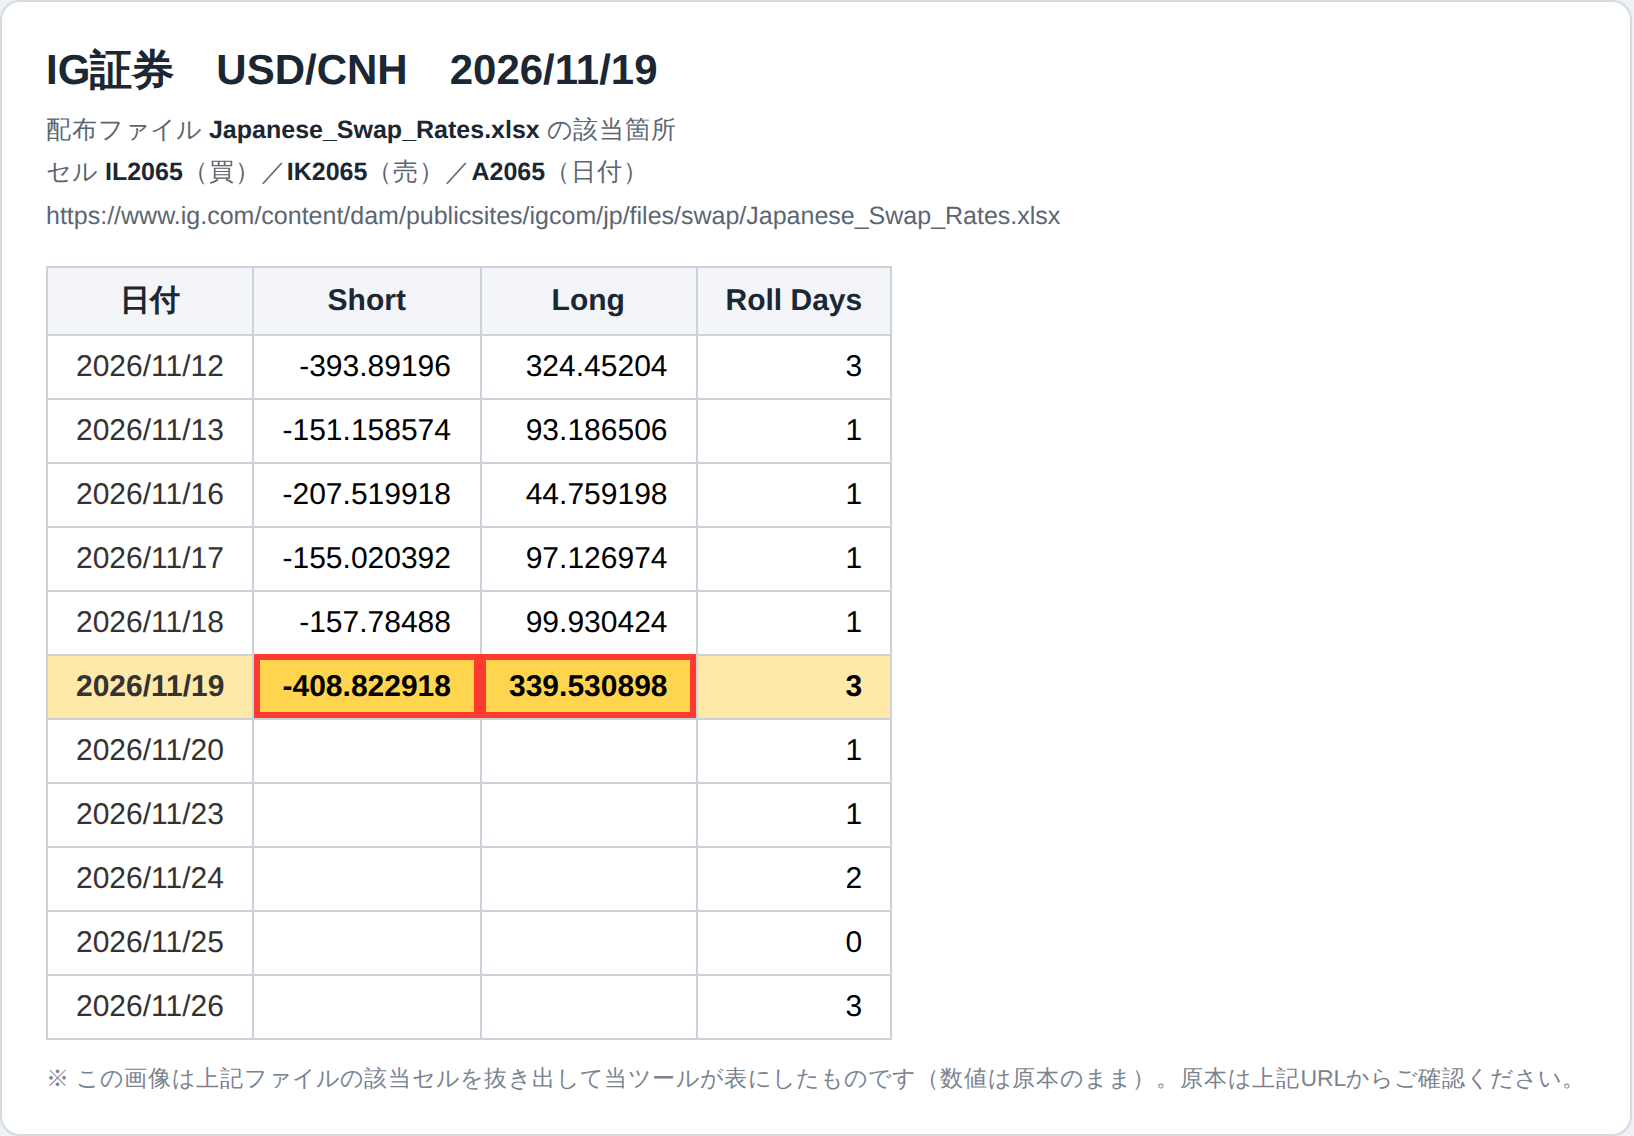 IG証券　USD/CNH　2026/11/19
配布ファイル Japanese_Swap_Rates.xlsx の該当箇所
セル IL2065（買）／IK2065（売）／A2065（日付）
https://www.ig.com/content/dam/publicsites/igcom/jp/files/swap/Japanese_Swap_Rates.xlsx
日付 Short Long Roll Days
2026/11/12 -393.89196 324.45204 3
2026/11/13 -151.158574 93.186506 1
2026/11/16 -207.519918 44.759198 1
2026/11/17 -155.020392 97.126974 1
2026/11/18 -157.78488 99.930424 1
2026/11/19 -408.822918 339.530898 3
2026/11/20 1
2026/11/23 1
2026/11/24 2
2026/11/25 0
2026/11/26 3
※ この画像は上記ファイルの該当セルを抜き出して当ツールが表にしたものです（数値は原本のまま）。原本は上記URLからご確認ください。